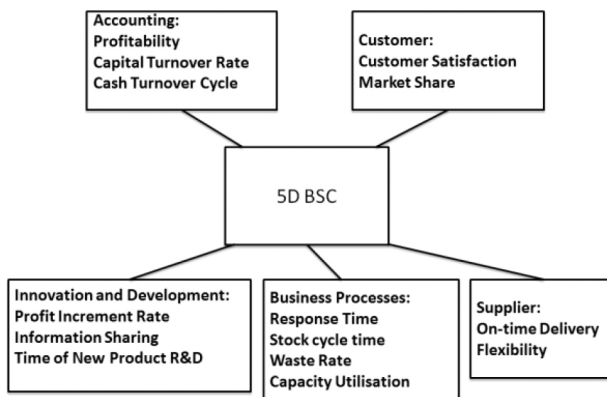 Accounting:
Profitability
Capital Turnover Rate
Cash Turnover Cycle
Customer:
Customer Satisfaction
Market Share
5D BSC
Innovation and Development:
Profit Increment Rate
Information Sharing
Time of New Product R&D
Business Processes:
Response Time
Stock cycle time
Waste Rate
Capacity Utilisation
Supplier:
On-time Delivery
Flexibility